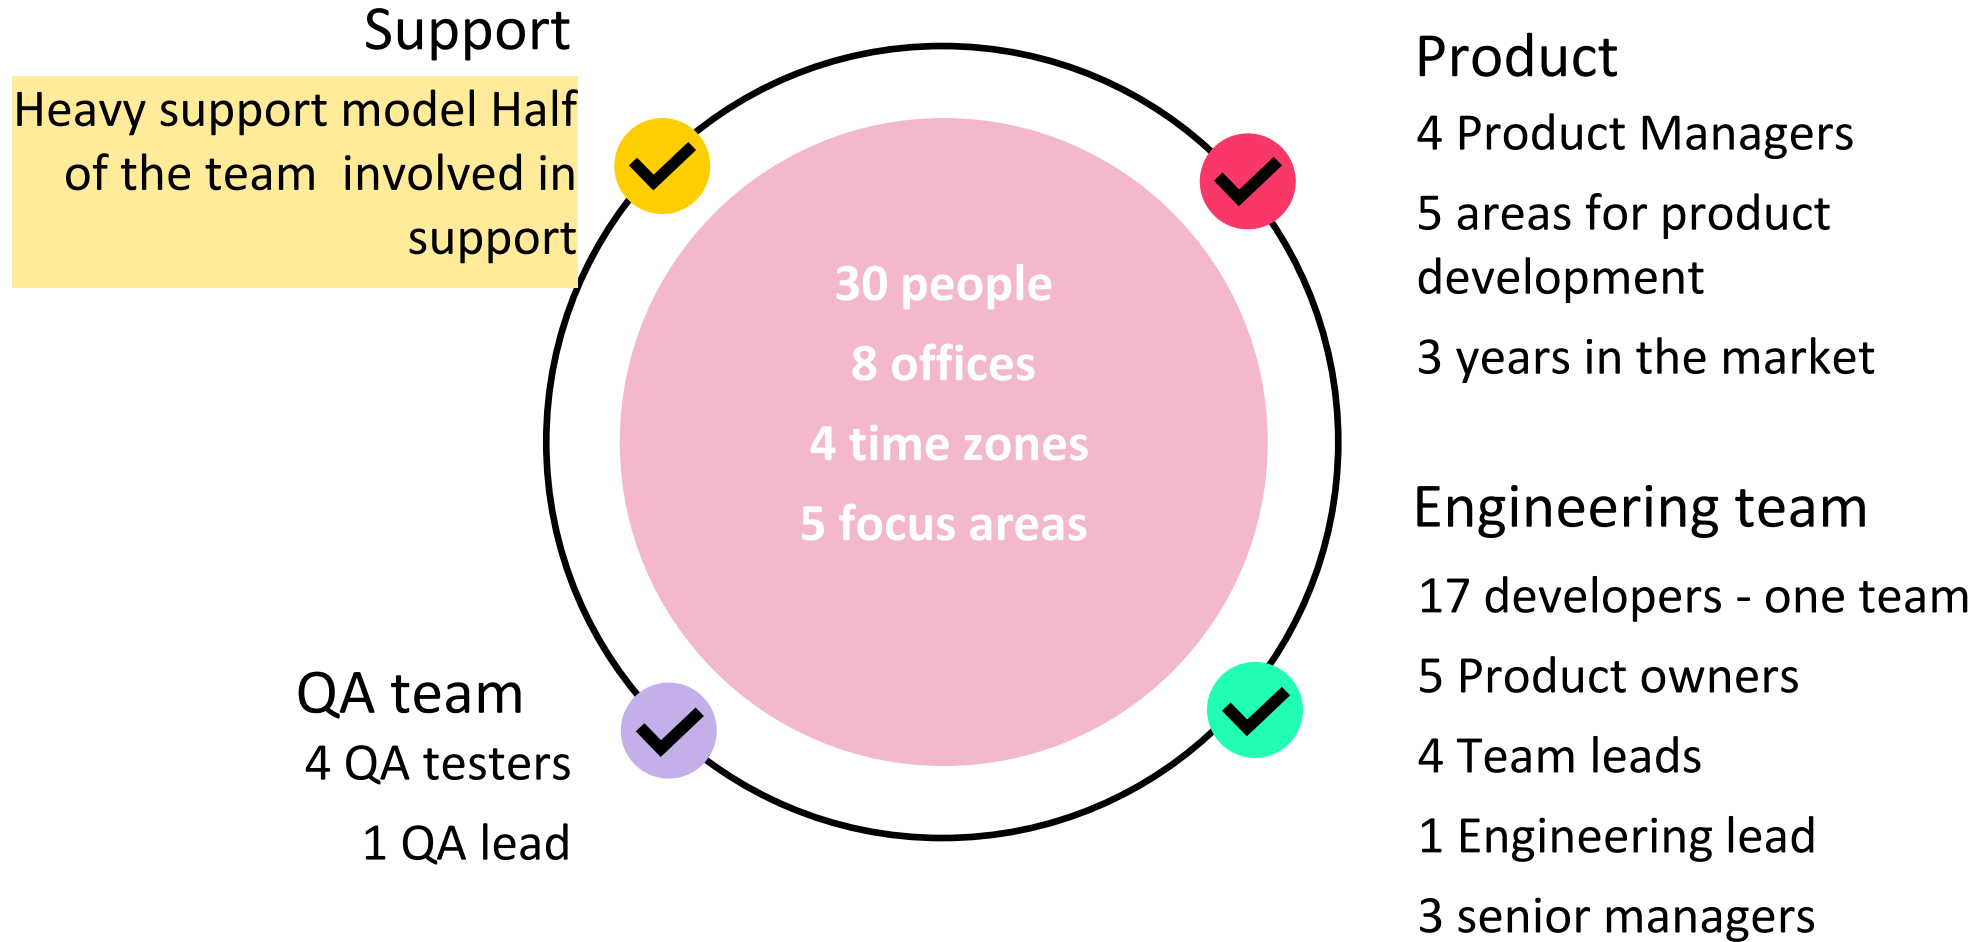 Support
Heavy support model Half
of the team  involved in
support
Product
4 Product Managers
5 areas for product
development
3 years in the market
30 people
8 offices
4 time zones
5 focus areas
Engineering team
17 developers - one team
5 Product owners
4 Team leads
1 Engineering lead
3 senior managers
QA team
4 QA testers
1 QA lead